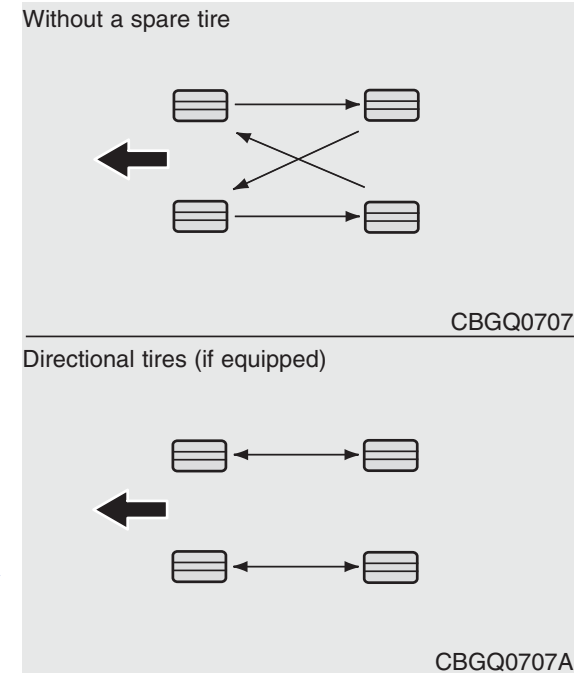 Without a spare tire
CBGQ0707
Directional tires (if equipped)
CBGQ0707A